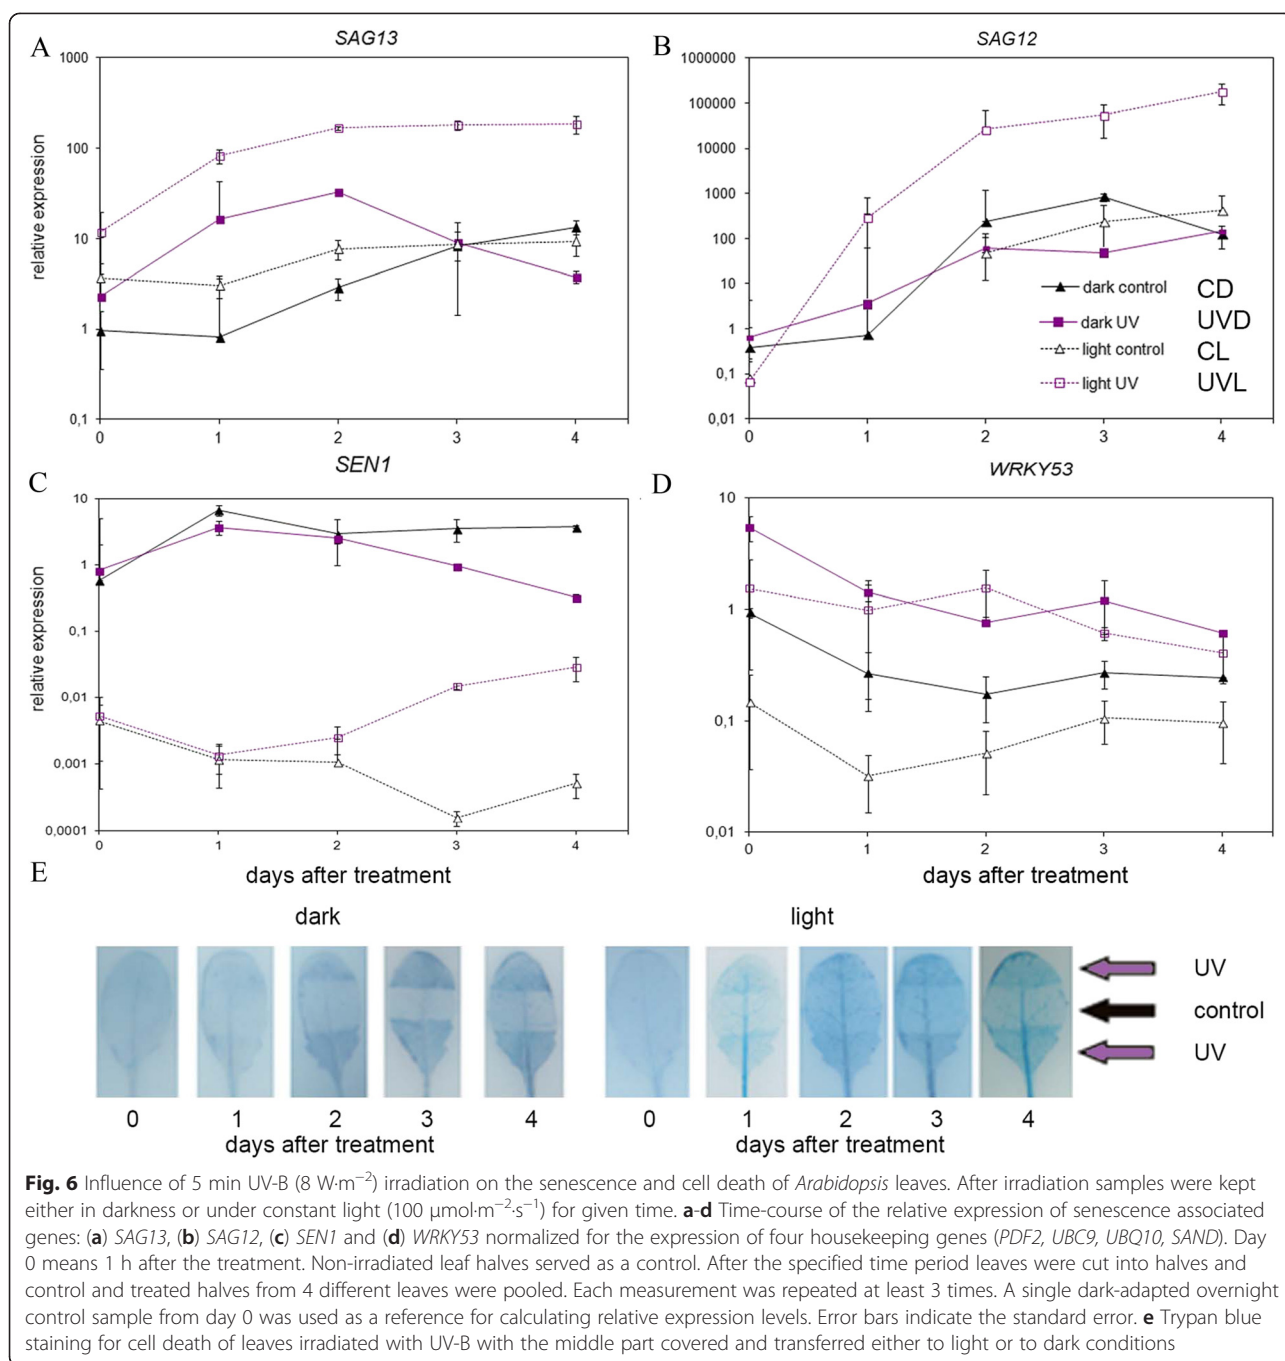 A
SAG13
B
SAG12
relative expression
1000
100
10
1
0,1
0 1 2 3 4
1000000
100000
10000
1000
100
10
1
0,1
0,01
0 1 2 3 4
dark control CD
dark UV UVD
light control CL
light UV UVL
C
SEN1
D
WRKY53
relative expression
10
1
0,1
0,01
0,001
0,0001
0 1 2 3 4
days after treatment
10
1
0,1
0,01
0 1 2 3 4
days after treatment
E
dark light
UV
control
UV
0 1 2 3 4 0 1 2 3 4
days after treatment days after treatment
Fig. 6 Influence of 5 min UV-B (8 W·m−2) irradiation on the senescence and cell death of Arabidopsis leaves. After irradiation samples were kept
either in darkness or under constant light (100 μmol·m−2·s−1) for given time. a-d Time-course of the relative expression of senescence associated
genes: (a) SAG13, (b) SAG12, (c) SEN1 and (d) WRKY53 normalized for the expression of four housekeeping genes (PDF2, UBC9, UBQ10, SAND). Day
0 means 1 h after the treatment. Non-irradiated leaf halves served as a control. After the specified time period leaves were cut into halves and
control and treated halves from 4 different leaves were pooled. Each measurement was repeated at least 3 times. A single dark-adapted overnight
control sample from day 0 was used as a reference for calculating relative expression levels. Error bars indicate the standard error. e Trypan blue
staining for cell death of leaves irradiated with UV-B with the middle part covered and transferred either to light or to dark conditions